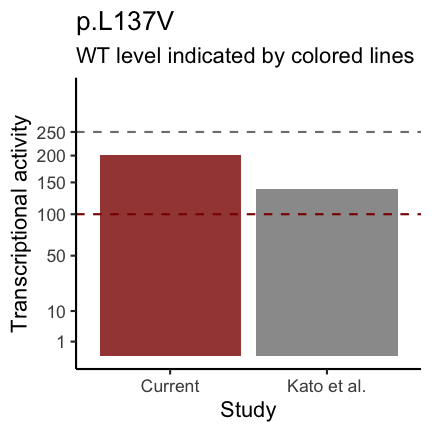 p.L137V
WT level indicated by colored lines
Transcriptional activity
250
200
150
100
50
10
1
Current
Kato et al.
Study